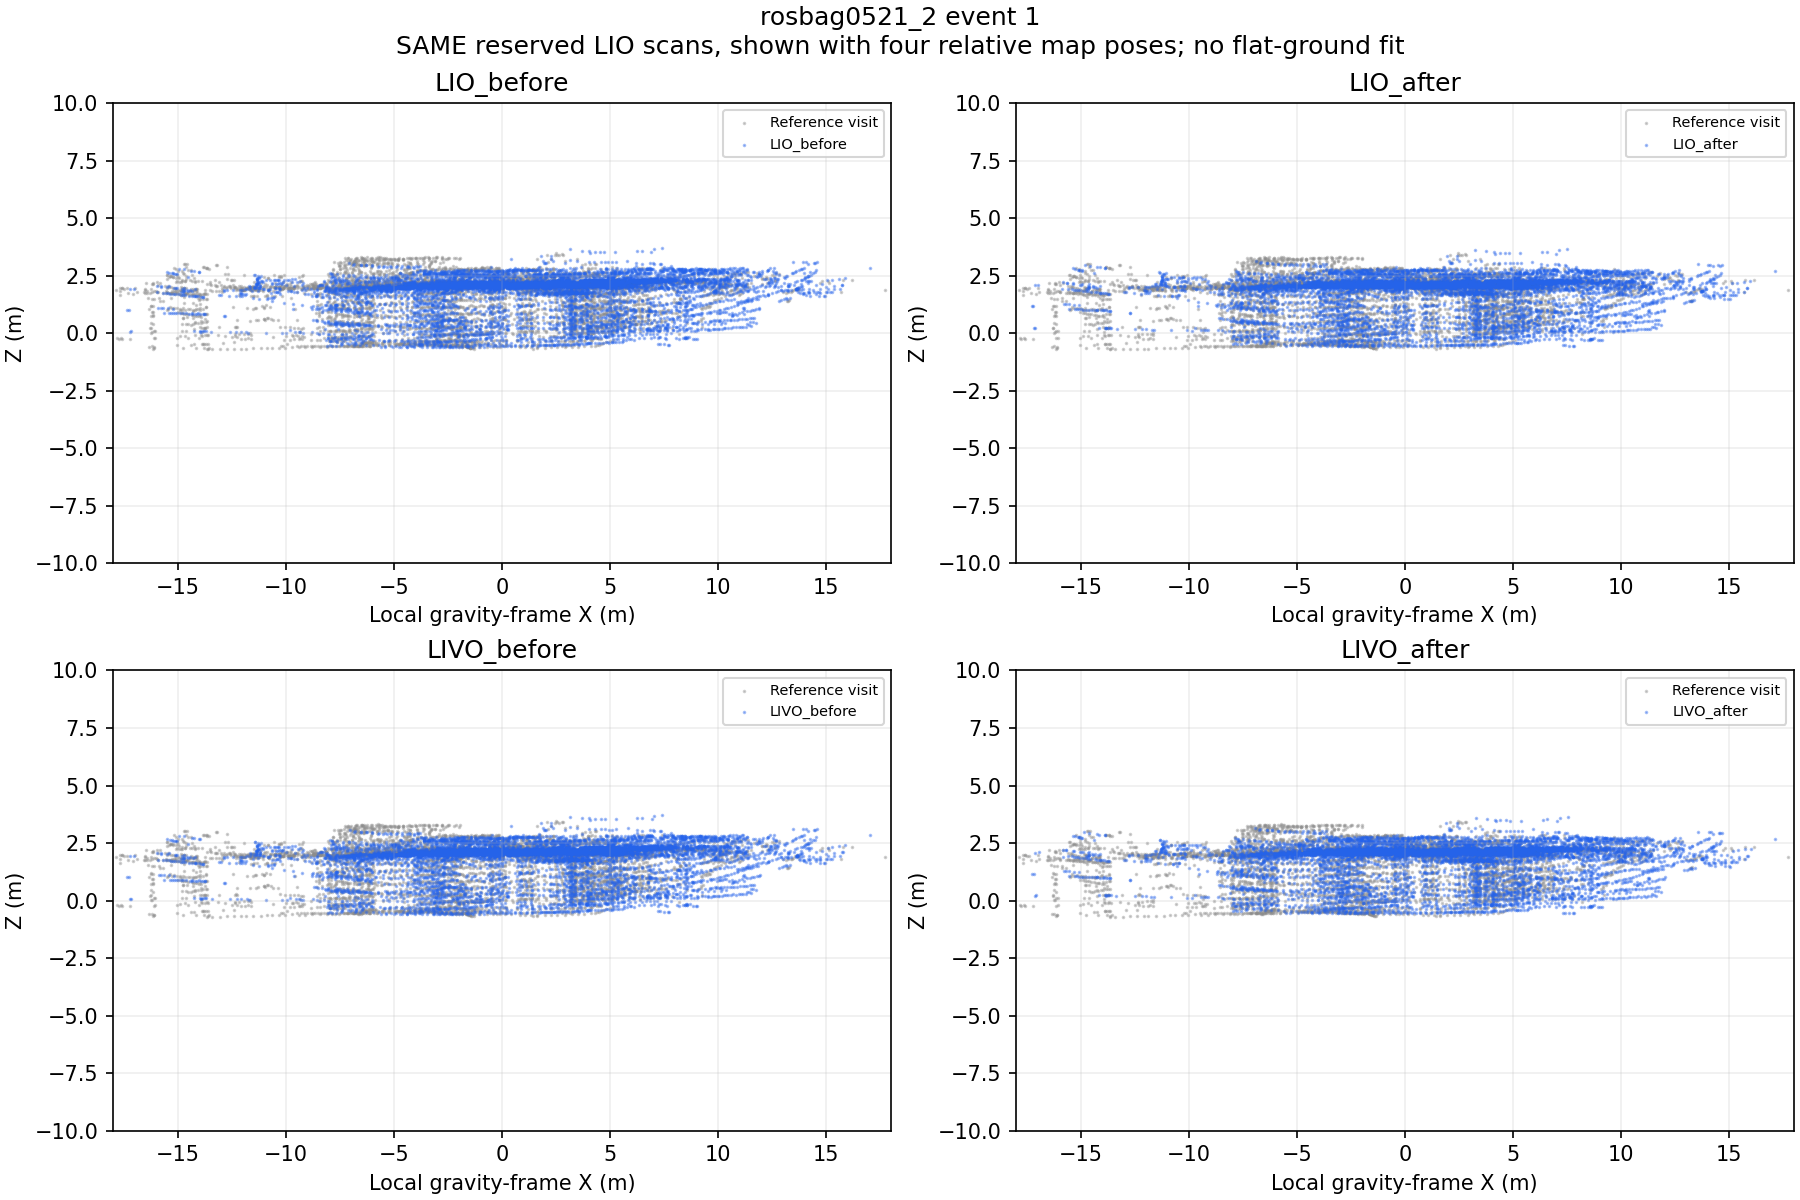 rosbag0521_2 event 1
SAME reserved LIO scans, shown with four relative map poses; no flat-ground fit
LIO_before
10.0
7.5
5.0
2.5
0.0
−2.5
−5.0
−7.5
−10.0
Z (m)
Reference visit
LIO_before
−15 −10 −5 0 5 10 15
Local gravity-frame X (m)
LIO_after
10.0
7.5
5.0
2.5
0.0
−2.5
−5.0
−7.5
−10.0
Z (m)
Reference visit
LIO_after
−15 −10 −5 0 5 10 15
Local gravity-frame X (m)
LIVO_before
10.0
7.5
5.0
2.5
0.0
−2.5
−5.0
−7.5
−10.0
Z (m)
Reference visit
LIVO_before
−15 −10 −5 0 5 10 15
Local gravity-frame X (m)
LIVO_after
10.0
7.5
5.0
2.5
0.0
−2.5
−5.0
−7.5
−10.0
Z (m)
Reference visit
LIVO_after
−15 −10 −5 0 5 10 15
Local gravity-frame X (m)